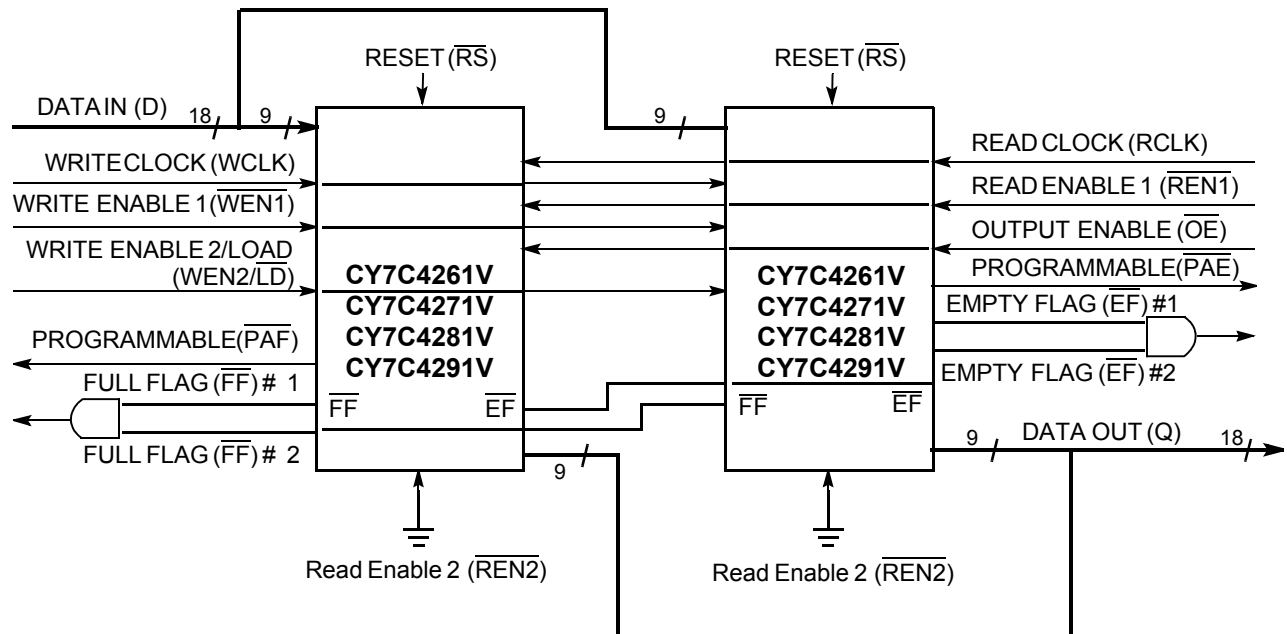 RESET (RS)
RESET (RS)
DATA IN (D)
18
9
9
READ CLOCK (RCLK)
WRITE CLOCK (WCLK)
READ ENABLE 1 (REN1)
WRITE ENABLE 1 (WEN1)
OUTPUT ENABLE (OE)
WRITE ENABLE 2/LOAD
(WEN2/LD)
PROGRAMMABLE(PAE)
CY7C4261V
CY7C4271V
CY7C4281V
CY7C4291V
CY7C4261V
CY7C4271V
CY7C4281V
CY7C4291V
EMPTY FLAG (EF) #1
PROGRAMMABLE(PAF)
EMPTY FLAG (EF) #2
FULL FLAG (FF) # 1
FF
EF
FF
EF
FULL FLAG (FF) # 2
9
9
DATA OUT (Q)
18
Read Enable 2 (REN2)
Read Enable 2 (REN2)